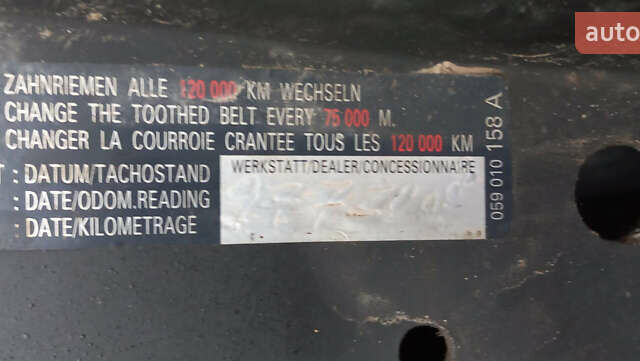 auto
ZAHNRIEMEN ALLE 120 000 KM WECHSELN
CHANGE THE TOOTHED BELT EVERY 75 000 M.
CHANGER LA COURROIE CRANTEE TOUS LES 120 000 KM
: DATUM/TACHOSTAND
: DATE/ODOM.READING
: DATE/KILOMETRAGE
WERKSTATT/DEALER/CONCESSIONNAIRE
059 010 158 A